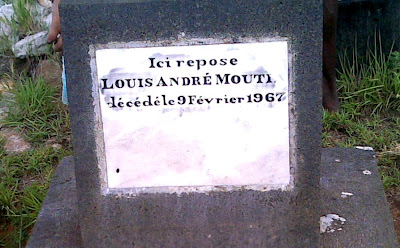 Ici repose
LOUIS ANDRÉ MOUTI
décédé le 9 Février 1967